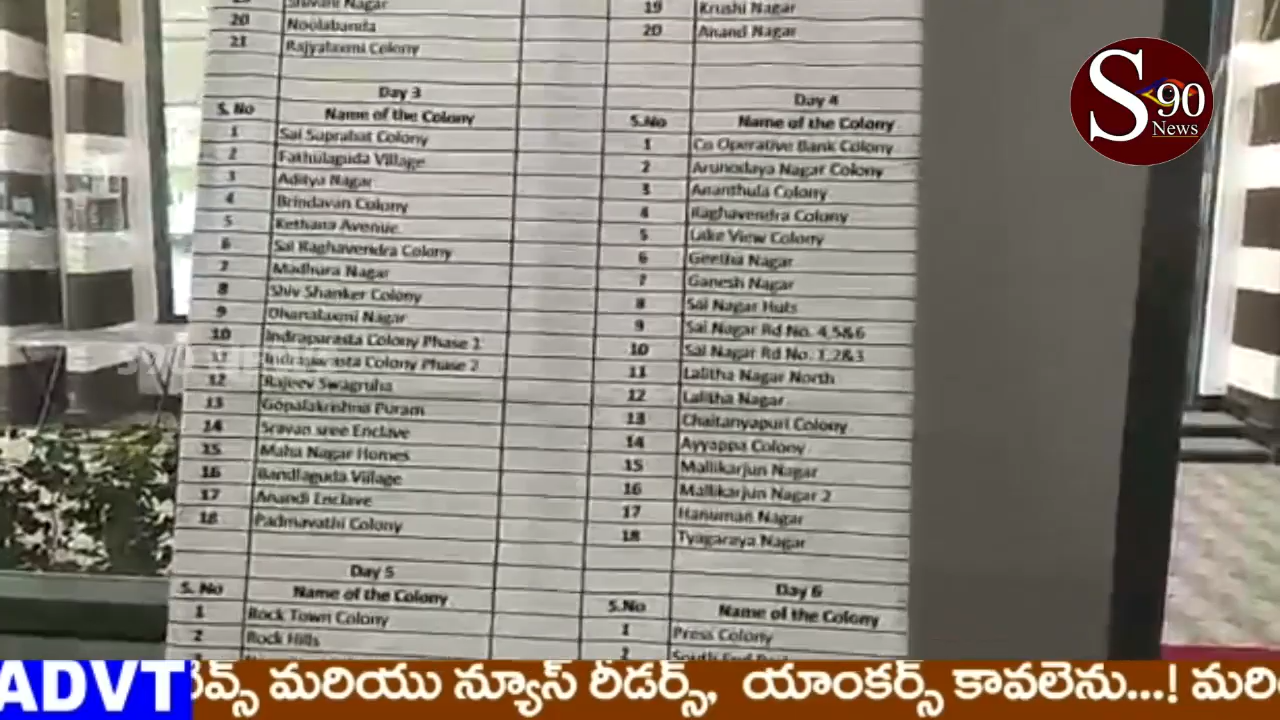 Shivani Nagar
20 Noolabanda
21 Rajyalaxmi Colony
19 Krushi Nagar
20 Anand Nagar
Day 3
S. No Name of the Colony
1 Sai Suprabat Colony
2 Fathulaguda Village
3 Aditya Nagar
4 Brindavan Colony
5 Kethana Avenue
6 Sai Raghavendra Colony
7 Madhura Nagar
8 Shiv Shanker Colony
9 Dhanalaxmi Nagar
10 Indraparasta Colony Phase 1
11 Indraparasta Colony Phase 2
12 Rajeev Swagruha
13 Gopalakrishna Puram
14 Sravan sree Enclave
15 Maha Nagar Homes
16 Bandlaguda Village
17 Anandi Enclave
18 Padmavathi Colony
Day 4
S.No Name of the Colony
1 Co Operative Bank Colony
2 Arunodaya Nagar Colony
3 Ananthula Colony
4 Raghavendra Colony
5 Lake View Colony
6 Geetha Nagar
7 Ganesh Nagar
8 Sai Nagar Huts
9 Sai Nagar Rd No. 4,5&6
10 Sai Nagar Rd No. 1,2&3
11 Lalitha Nagar North
12 Lalitha Nagar
13 Chaitanyapuri Colony
14 Ayyappa Colony
15 Mallikarjun Nagar
16 Mallikarjun Nagar 2
17 Hanuman Nagar
18 Tyagaraya Nagar
Day 5
S. No Name of the Colony
1 Rock Town Colony
2 Rock Hills
Day 6
S.No Name of the Colony
1 Press Colony
2 South End
S 90
News
ADVT మరియు న్యూస్ రీడర్స్, యాంకర్స్ కావలెను...! మరి